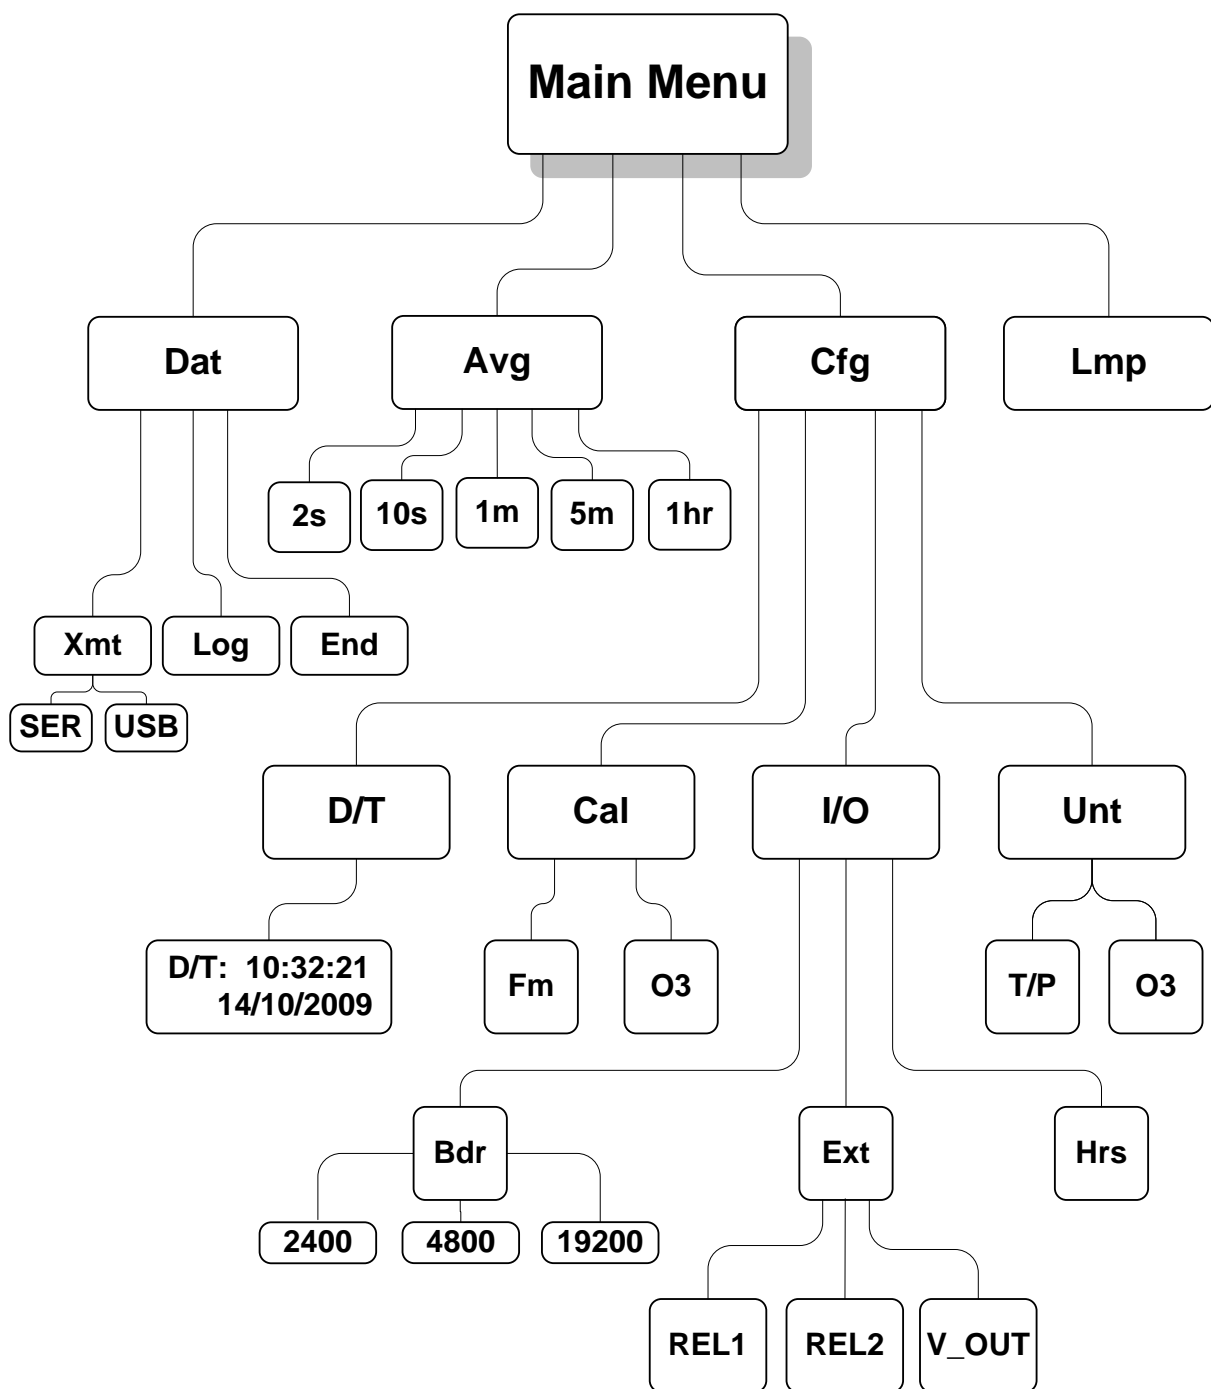 Main Menu
Dat
Avg
Cfg
Lmp
2s
10s
1m
5m
1hr
Xmt
Log
End
SER
USB
D/T
Cal
I/O
Unt
D/T: 10:32:21
14/10/2009
Fm
O3
T/P
O3
Bdr
Ext
Hrs
2400
4800
19200
REL1
REL2
V_OUT